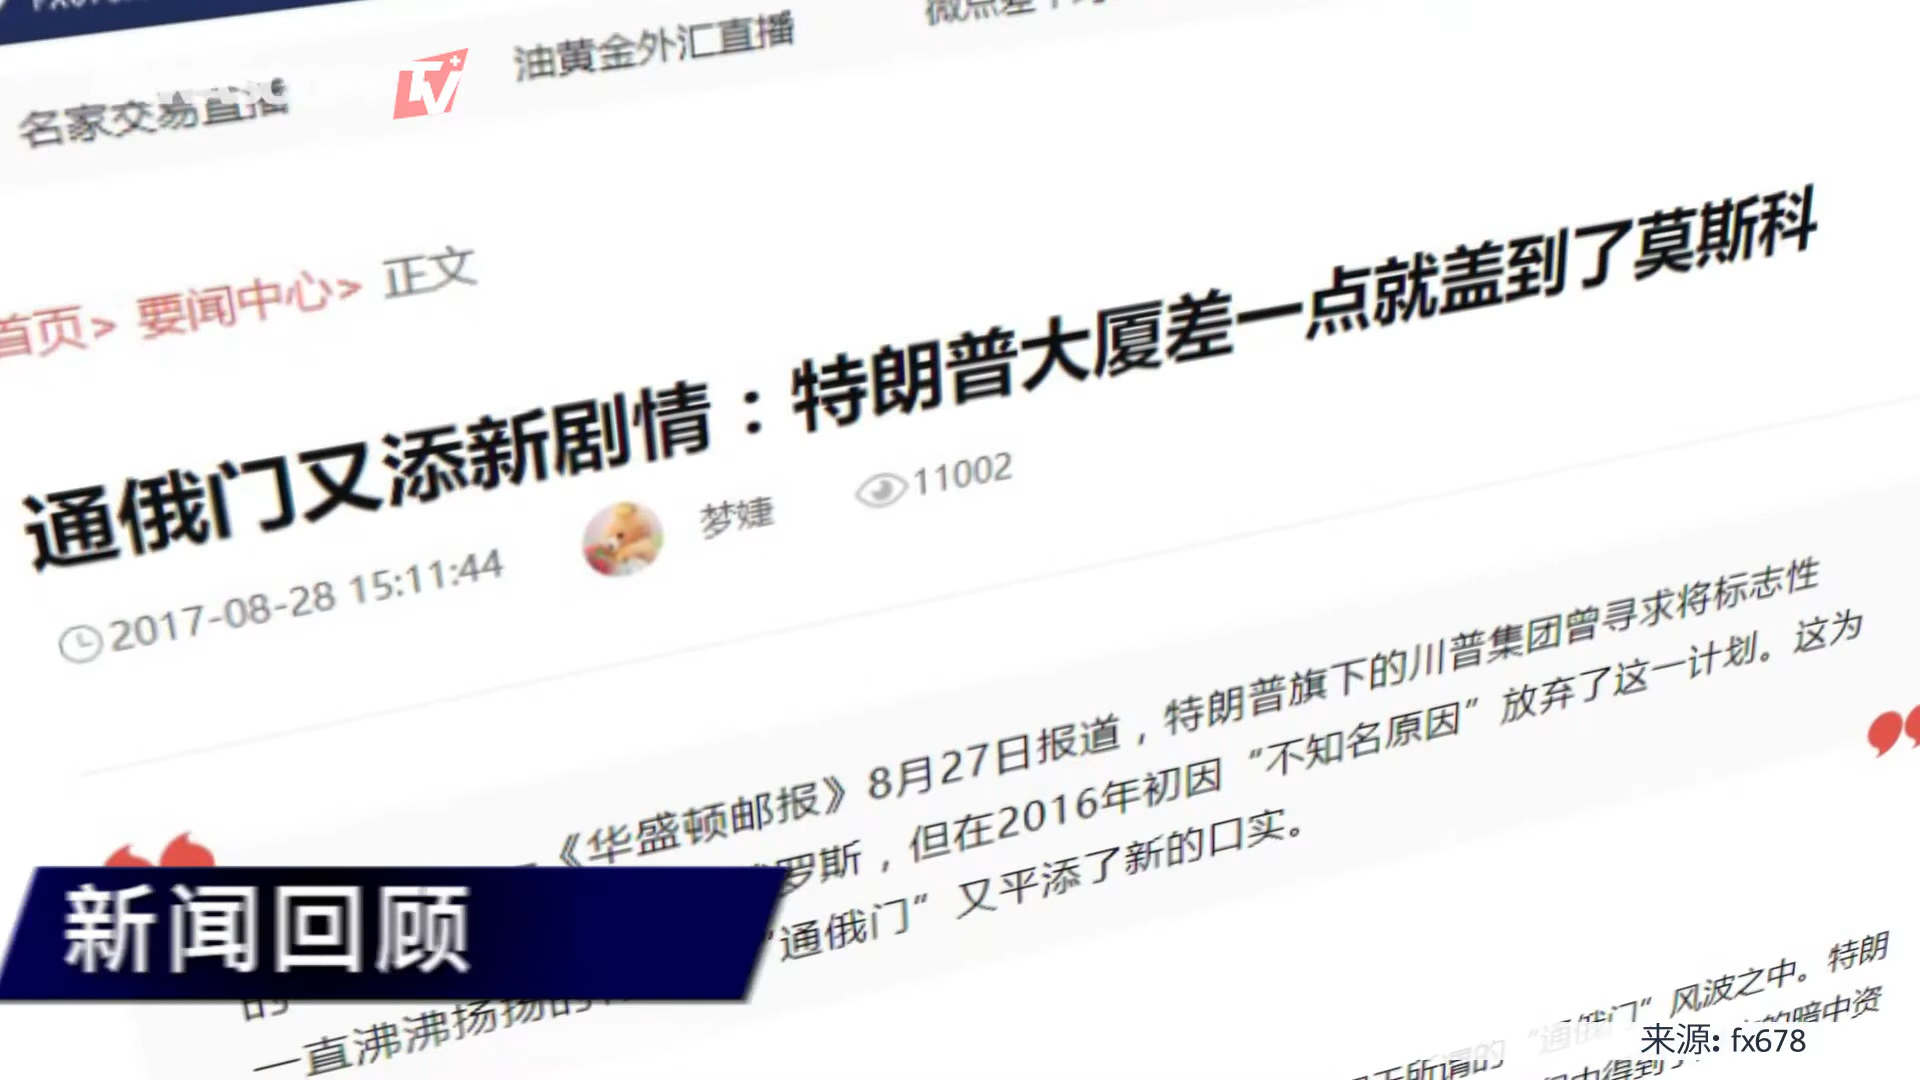 名家交易直播
TV
油黄金外汇直播
首页> 要闻中心> 正文
通俄门又添新剧情：特朗普大厦差一点就盖到了莫斯科
2017-08-28 15:11:44 梦婕 11002
《华盛顿邮报》8月27日报道，特朗普旗下的川普集团曾寻求将标志性
罗斯，但在2016年初因“不知名原因”放弃了这一计划。这为
“通俄门”又平添了新的口实。
一直沸沸扬扬的
“通俄门”风波之中。特朗
的暗中资
新闻回顾
来源: fx678